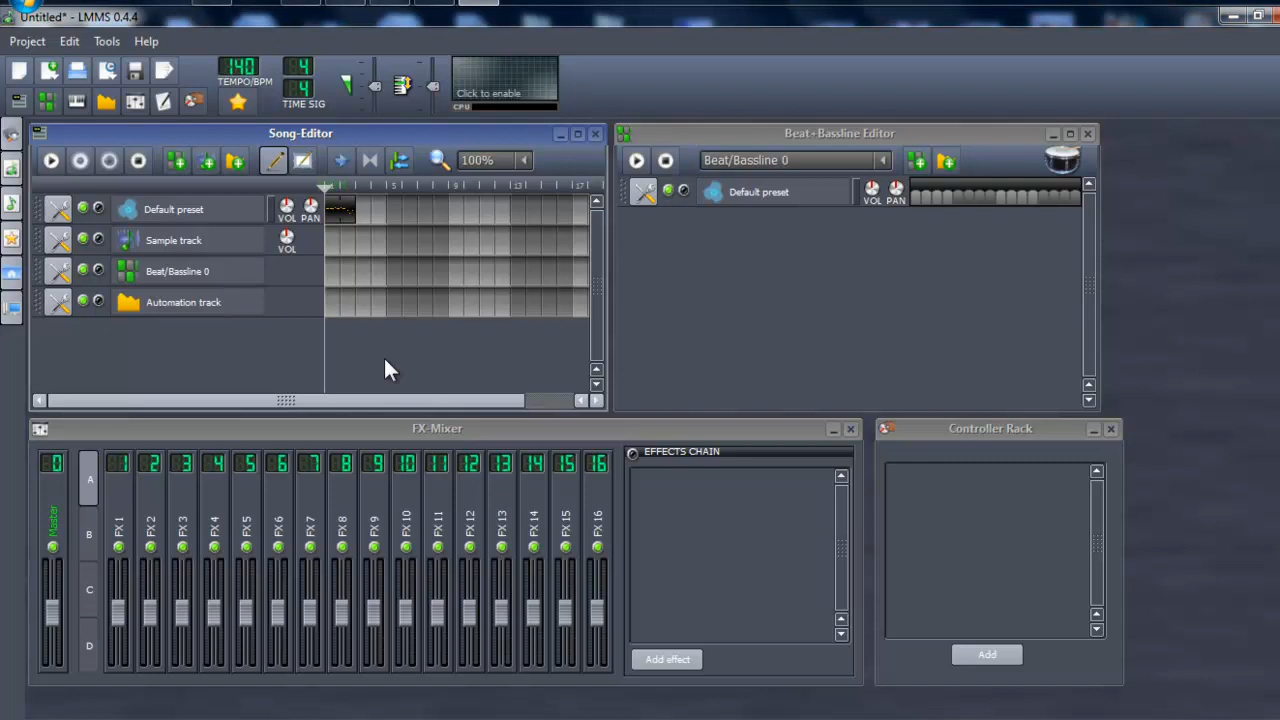 Untitled* - LMMS 0.4.4
Project Edit Tools Help
140
TEMPO/BPM
4
4
TIME SIG
Click to enable
CPU
Song-Editor
100%
5 9 13 17
Default preset
VOL PAN
Sample track
VOL
Beat/Bassline 0
Automation track
Beat+Bassline Editor
Beat/Bassline 0
Default preset
VOL PAN
FX-Mixer
0 1 2 3 4 5 6 7 8 9 10 11 12 13 14 15 16
Master
A
B
C
D
FX 1
FX 2
FX 3
FX 4
FX 5
FX 6
FX 7
FX 8
FX 9
FX 10
FX 11
FX 12
FX 13
FX 14
FX 15
FX 16
EFFECTS CHAIN
Add effect
Controller Rack
Add